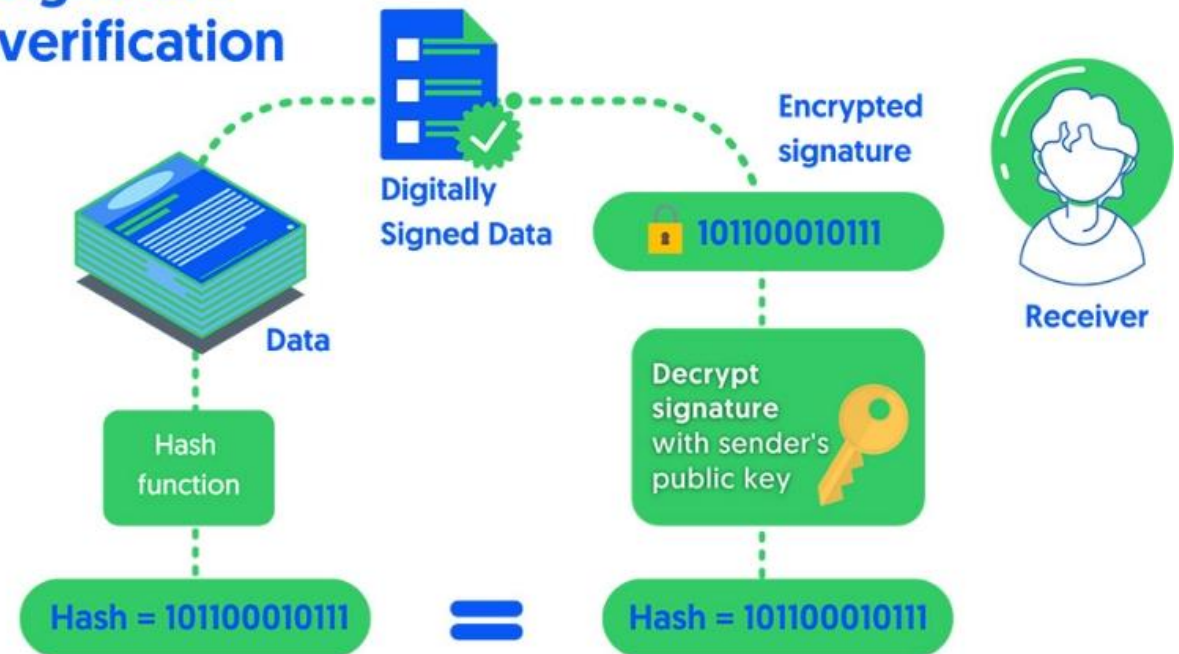 verification
Digitally
Signed Data
Encrypted
signature
101100010111
Receiver
Data
Hash
function
Decrypt
signature
with sender's
public key
Hash = 101100010111
=
Hash = 101100010111